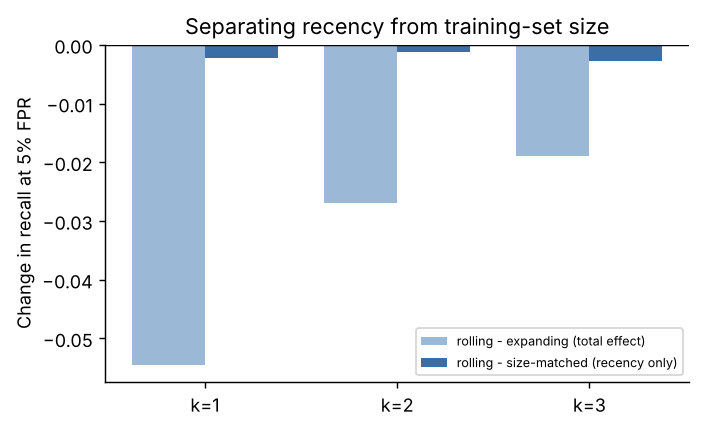 Separating recency from training-set size
Change in recall at 5% FPR
0.00
−0.01
−0.02
−0.03
−0.04
−0.05
rolling - expanding (total effect)
rolling - size-matched (recency only)
k=1
k=2
k=3